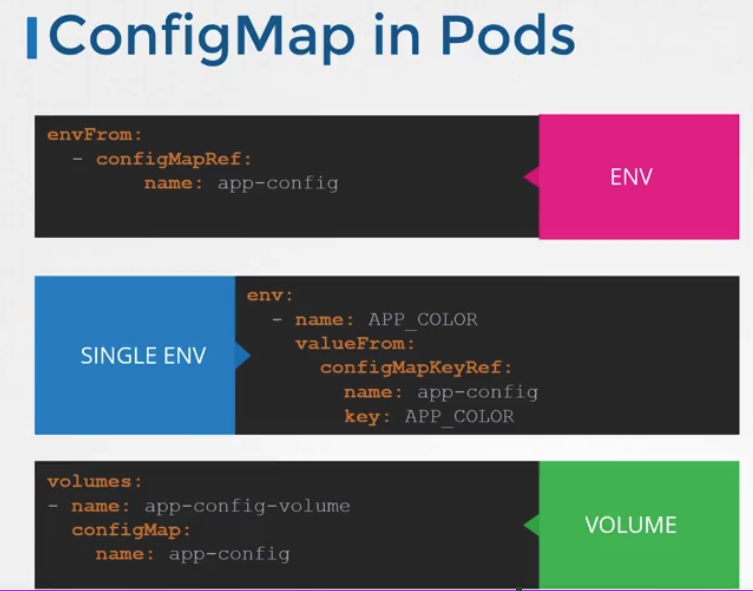 ConfigMap in Pods
envFrom:
  - configMapRef:
        name: app-config
ENV
SINGLE ENV
env:
  - name: APP_COLOR
    valueFrom:
      configMapKeyRef:
        name: app-config
        key: APP_COLOR
volumes:
- name: app-config-volume
  configMap:
    name: app-config
VOLUME